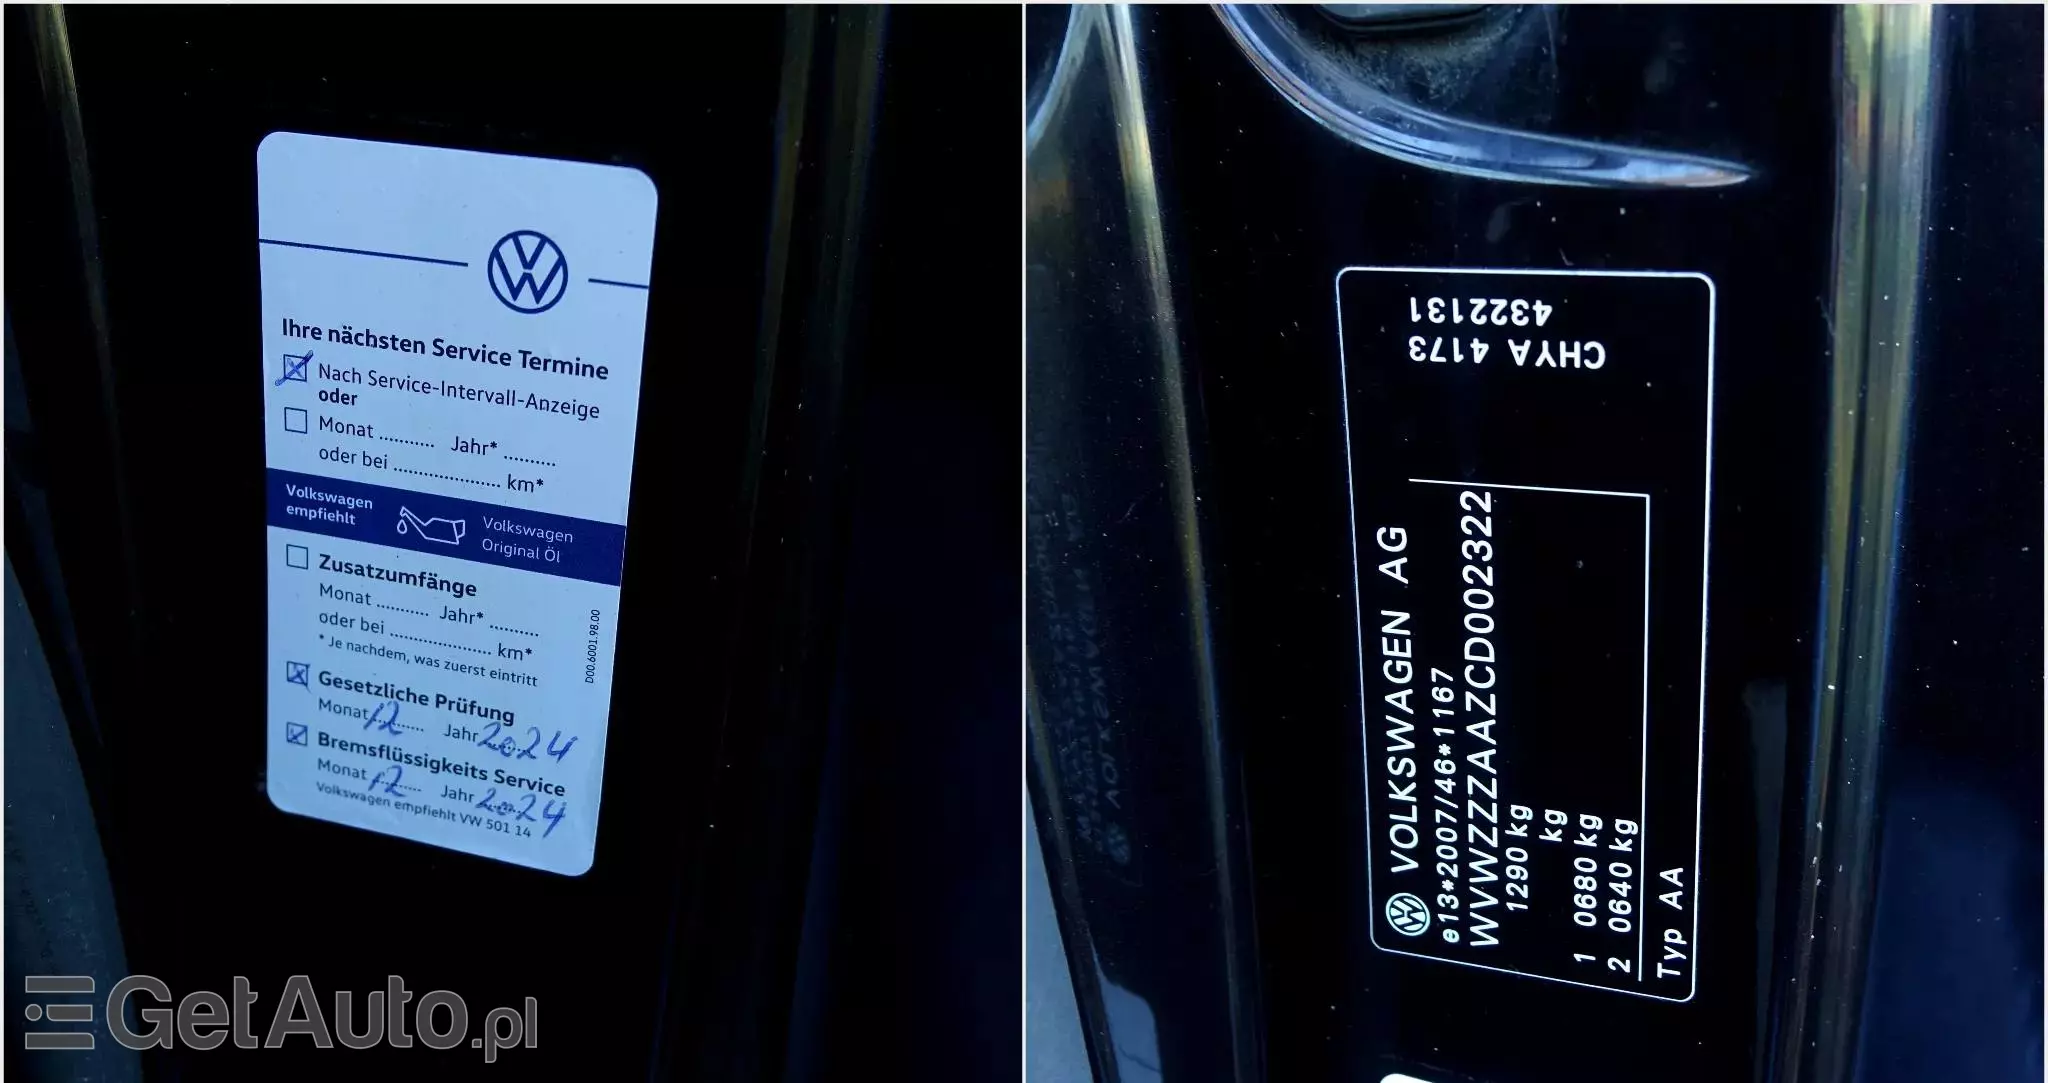 Ihre nächsten Service Termine
Nach Service-Intervall-Anzeige
oder
Monat ........... Jahr* ..........
oder bei ..................... km*
Volkswagen
empfiehlt
Volkswagen
Original Öl
Zusatzumfänge
Monat ........... Jahr* ..........
oder bei ..................... km*
* Je nachdem, was zuerst eintritt
D00.6001.98.00
Gesetzliche Prüfung
Monat 12 Jahr 2024
Bremsflüssigkeits Service
Monat 12 Jahr 2024
Volkswagen empfiehlt VW 501 14
GetAuto.pl
CHYA 4173
4322131
VOLKSWAGEN AG
e13*2007/46*1167
WVWZZZAAZCD002322
1290 kg
kg
1 0680 kg
2 0640 kg
Typ AA